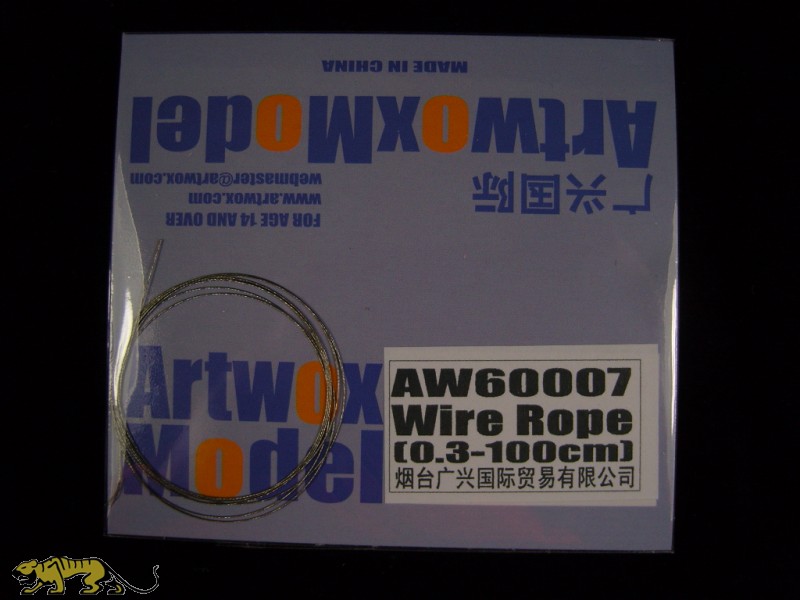 MADE IN CHINA
ArtwoxModel
广兴国际
webmaster@artwox.com
www.artwox.com
FOR AGE 14 AND OVER
Artwox
Model
AW60007
Wire Rope
(0.3-100cm)
烟台广兴国际贸易有限公司